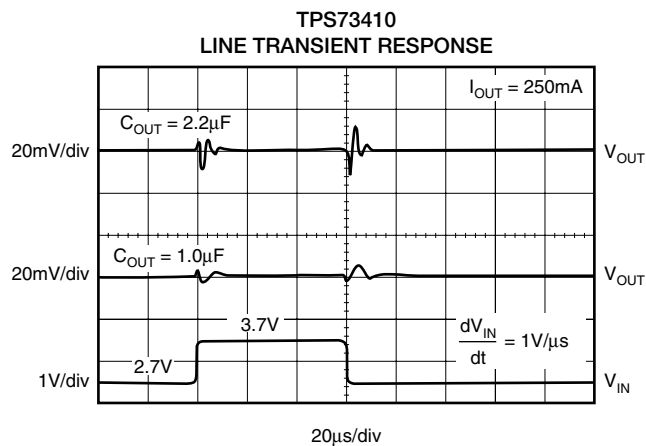 TPS73410
LINE TRANSIENT RESPONSE
I_OUT = 250mA
C_OUT = 2.2μF
20mV/div
V_OUT
C_OUT = 1.0μF
20mV/div
V_OUT
3.7V
dV_IN
dt
= 1V/μs
2.7V
1V/div
V_IN
20μs/div